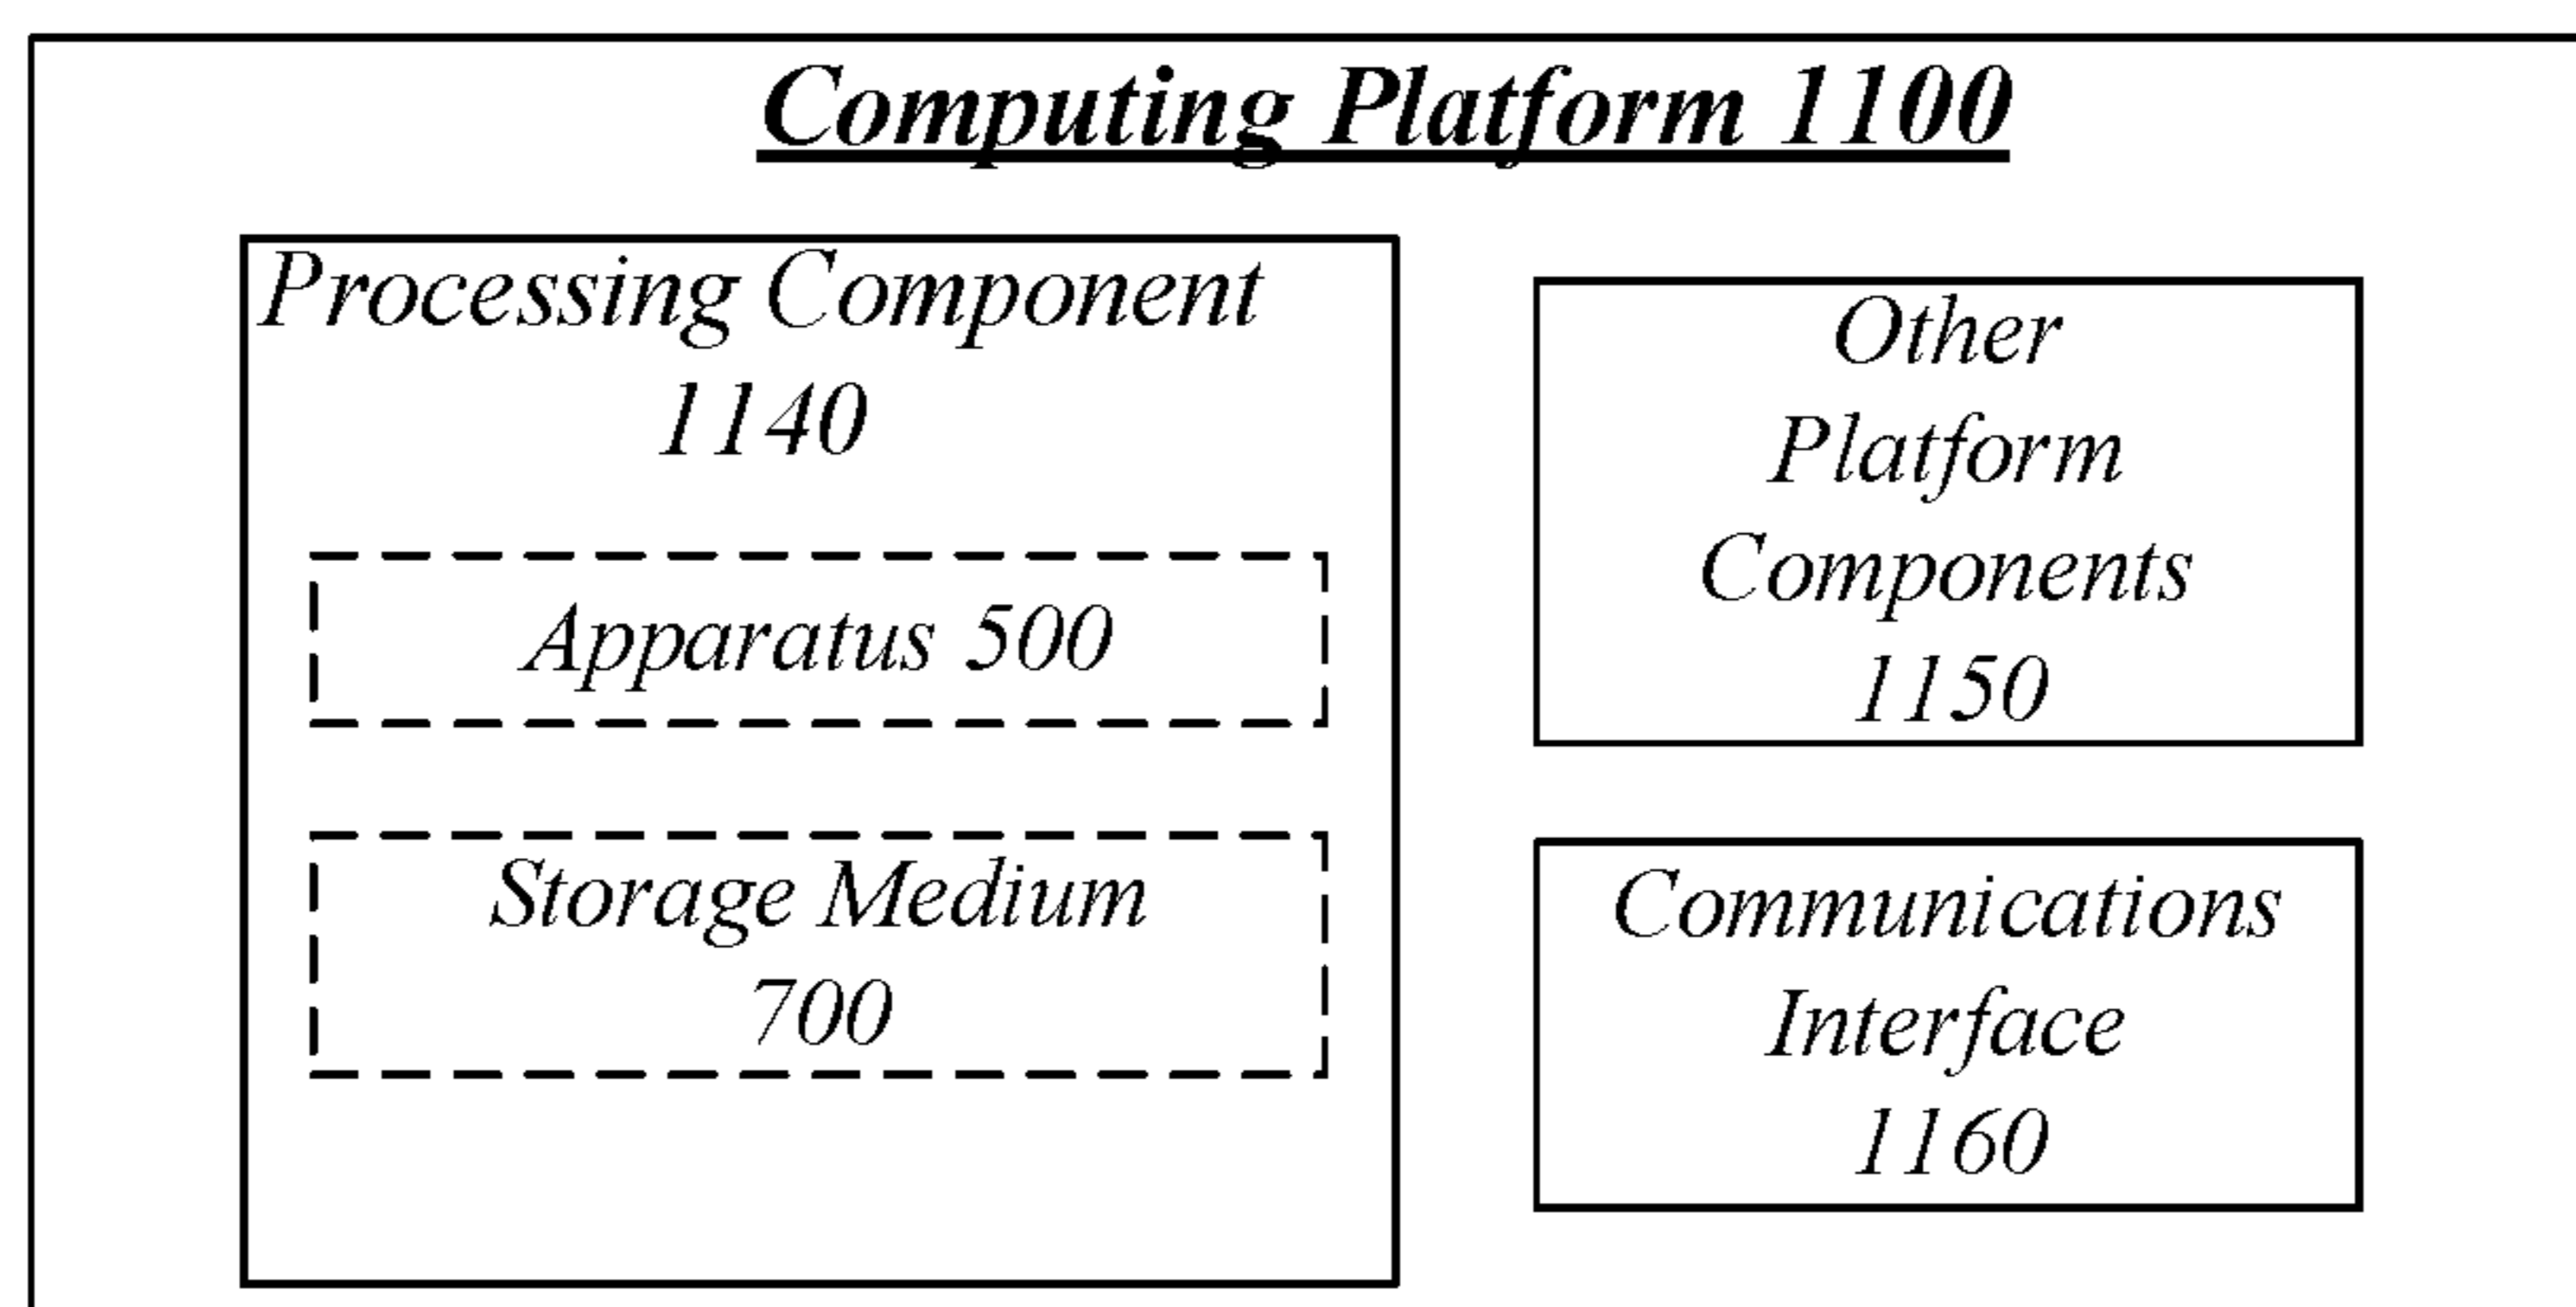 Computing Platform 1100
Processing Component
1140
Apparatus 500
Storage Medium
700
Other
Platform
Components
1150
Communications
Interface
1160